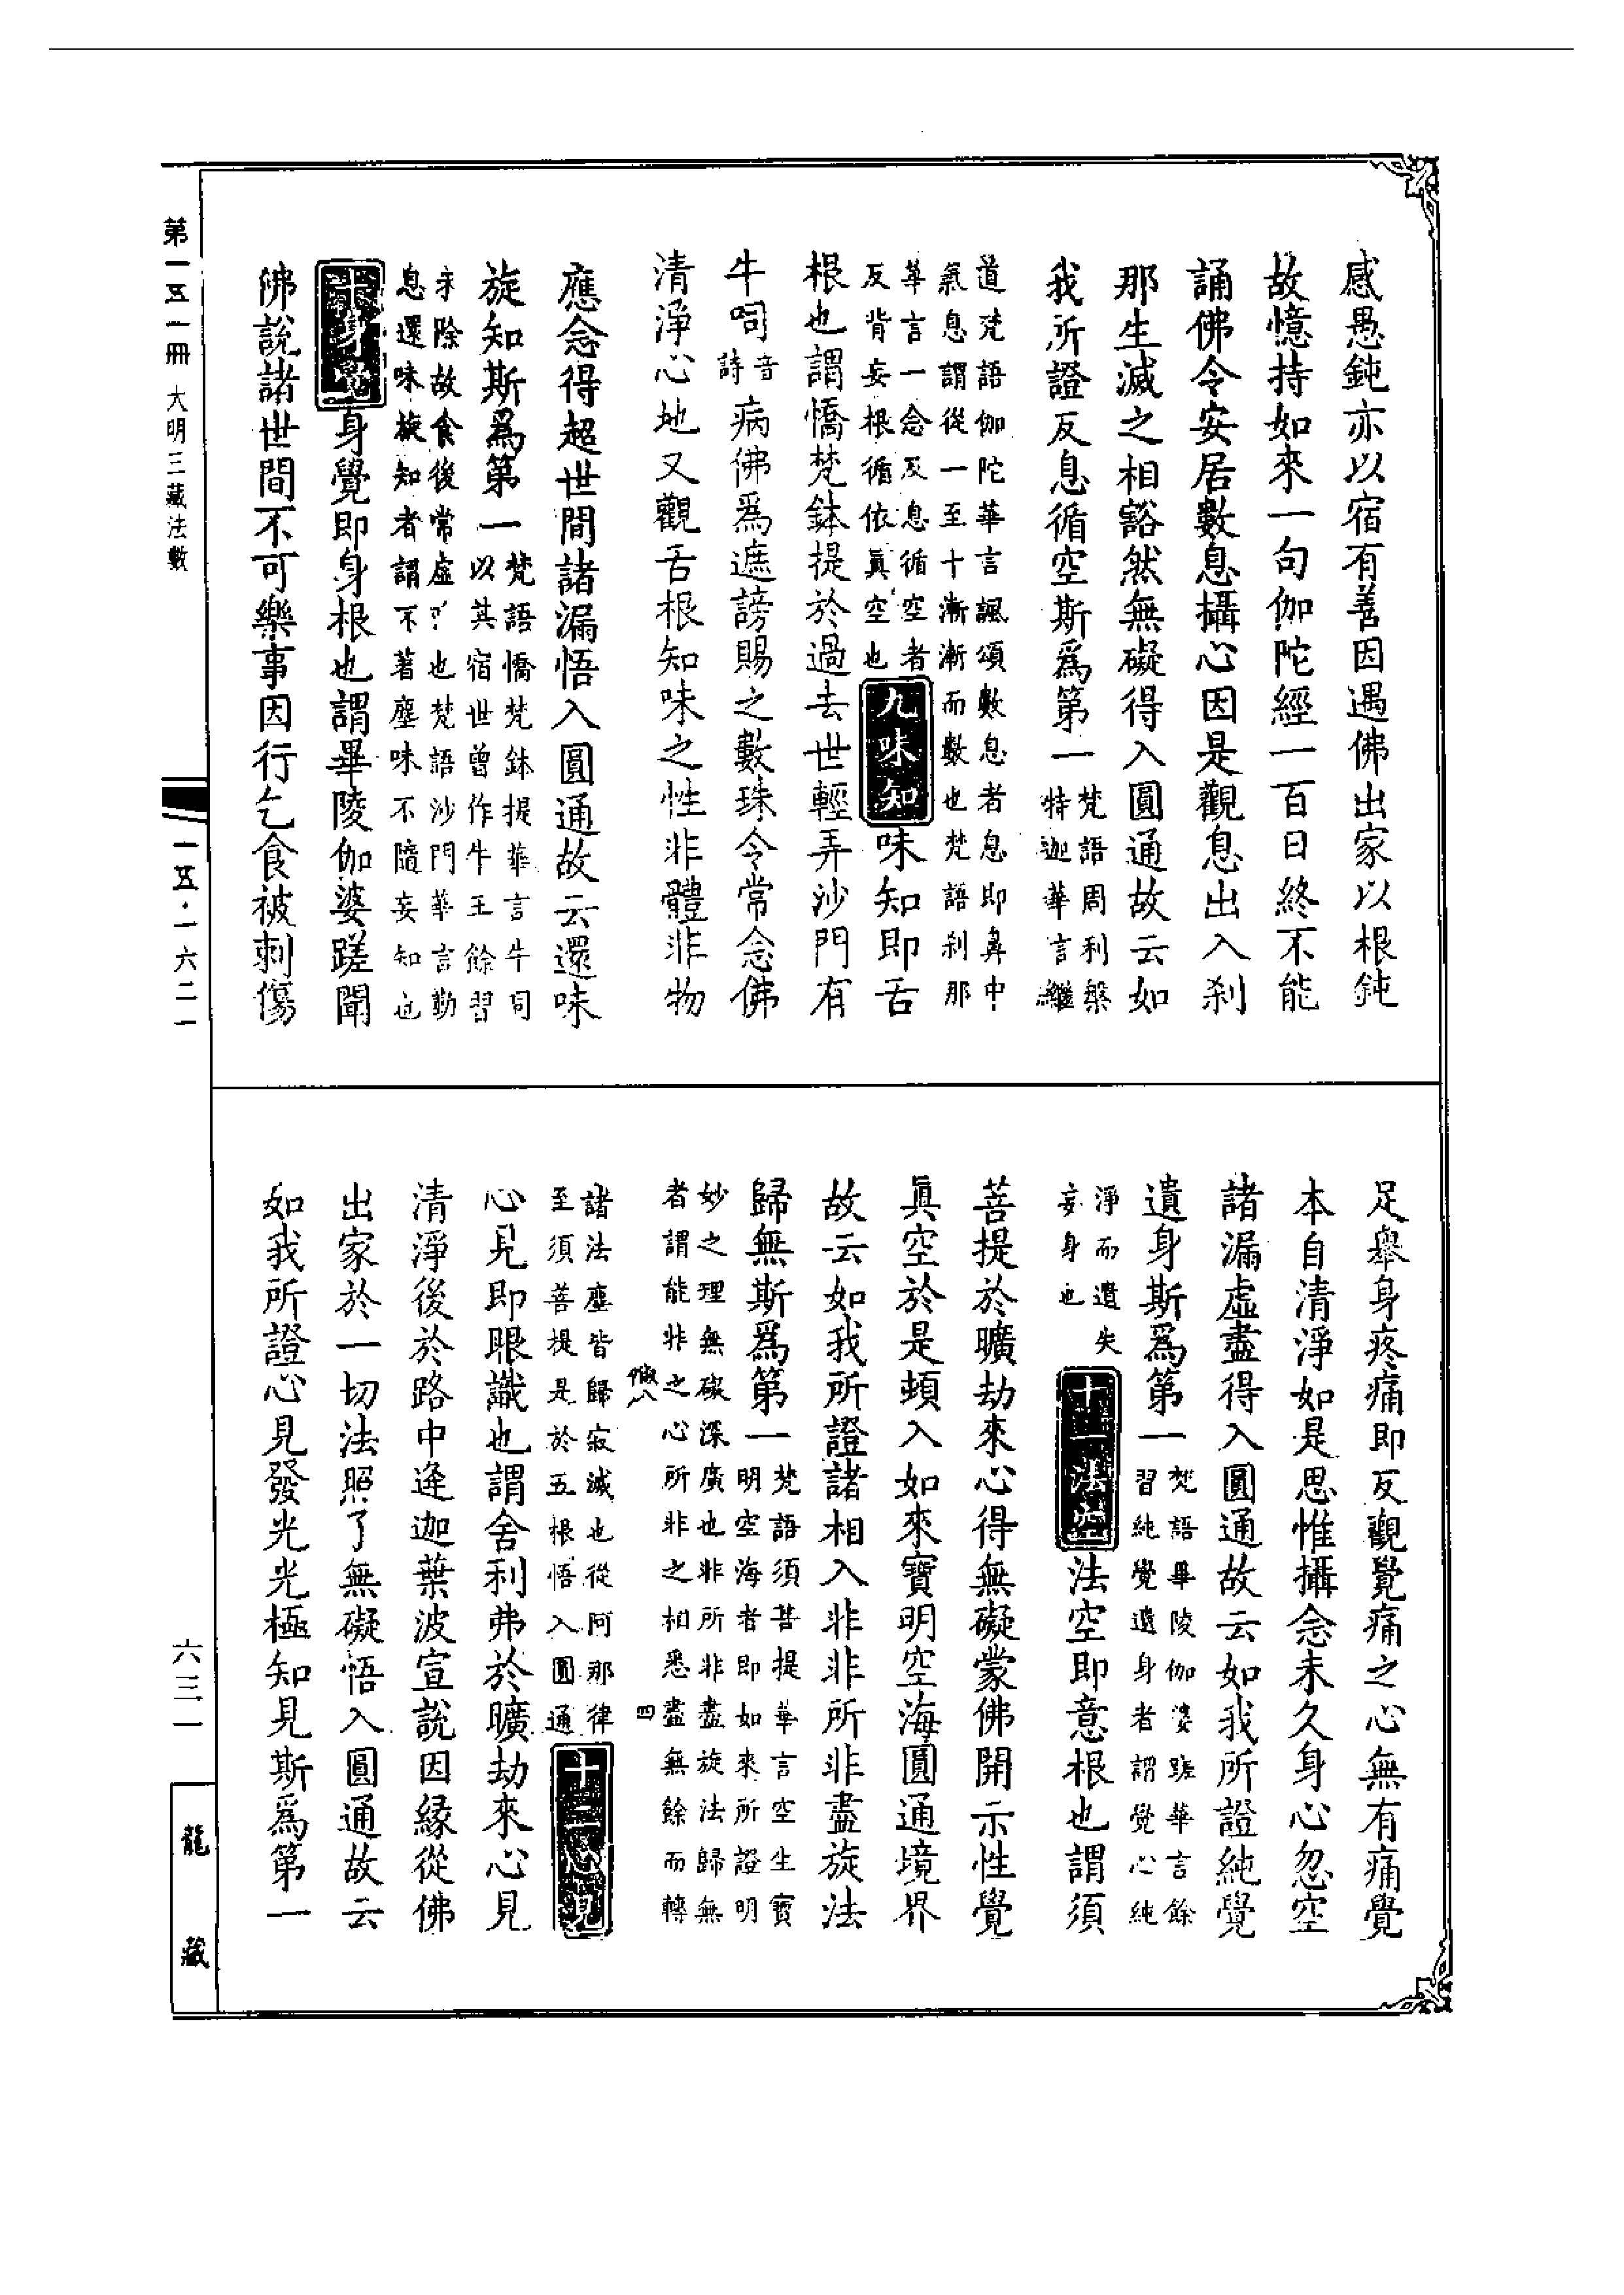 感愚鈍亦以宿有善因遇佛出家以根鈍
故憶持如來一句伽陀經一百日終不能
誦佛令安居數息攝心因是觀息出入刹
那生滅之相豁然無礙得入圓通故云如
我所證反息循空斯爲第一梵語周利槃特迦華言繼
道梵語伽陀華言諷頌數息者息即鼻中
氣息謂從一至十漸漸而數也梵語刹那
華言一念反息循空者
反背妄根循依眞空也九味知味知即舌
根也謂憍梵鉢提於過去世輕弄沙門有
牛呞音詩病佛爲遮謗賜之數珠令常念佛
清淨心地又觀舌根知味之性非體非物
應念得超世間諸漏悟入圓通故云還味
旋知斯爲第一梵語憍梵鉢提華言牛呞
以其宿世曾作牛王餘習
未除故食後常虛也梵語沙門華言勤
息還味旋知者謂不著塵味不隨妄知也
十身覺身覺即身根也謂畢陵伽婆蹉聞
佛說諸世間不可樂事因行乞食被刺傷
足舉身疼痛即反觀覺痛之心無有痛覺
本自清淨如是思惟攝念未久身心忽空
諸漏虛盡得入圓通故云如我所證純覺
遺身斯爲第一梵語畢陵伽婆蹉華言餘
習純覺遺身者謂覺心純
淨而遺失
妄身也十一法空法空即意根也謂須
菩提於曠劫來心得無礙蒙佛開示性覺
眞空於是頓入如來寶明空海圓通境界
故云如我所證諸相入非非所非盡旋法
歸無斯爲第一梵語須菩提華言空生寶
明空海者即如來所證明
妙之理無礙深廣也非所非盡旋法歸無
者謂能非之心所非之相悉盡無餘而轉
諸法塵皆歸寂滅也從阿那律
至須菩提是於五根悟入圓通十二心見
心見即眼識也謂舍利弗於曠劫來心見
清淨後於路中逢迦葉波宣說因緣從佛
出家於一切法照了無礙悟入圓通故云
如我所證心見發光光極知見斯爲第一
四
第一五一冊 大明三藏法數
一五·一六二一
六三一
龍藏